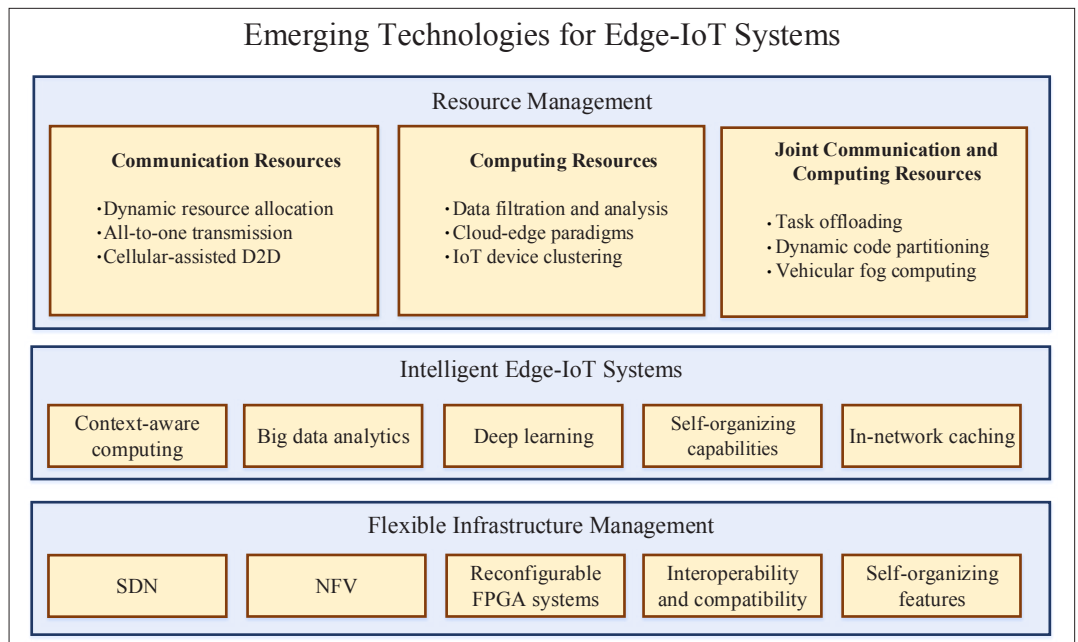 Emerging Technologies for Edge-IoT Systems
Resource Management
Communication Resources
•Dynamic resource allocation
•All-to-one transmission
•Cellular-assisted D2D
Computing Resources
•Data filtration and analysis
•Cloud-edge paradigms
•IoT device clustering
Joint Communication and
Computing Resources
•Task offloading
•Dynamic code partitioning
•Vehicular fog computing
Intelligent Edge-IoT Systems
Context-aware
computing
Big data analytics
Deep learning
Self-organizing
capabilities
In-network caching
Flexible Infrastructure Management
SDN
NFV
Reconfigurable
FPGA systems
Interoperability
and compatibility
Self-organizing
features